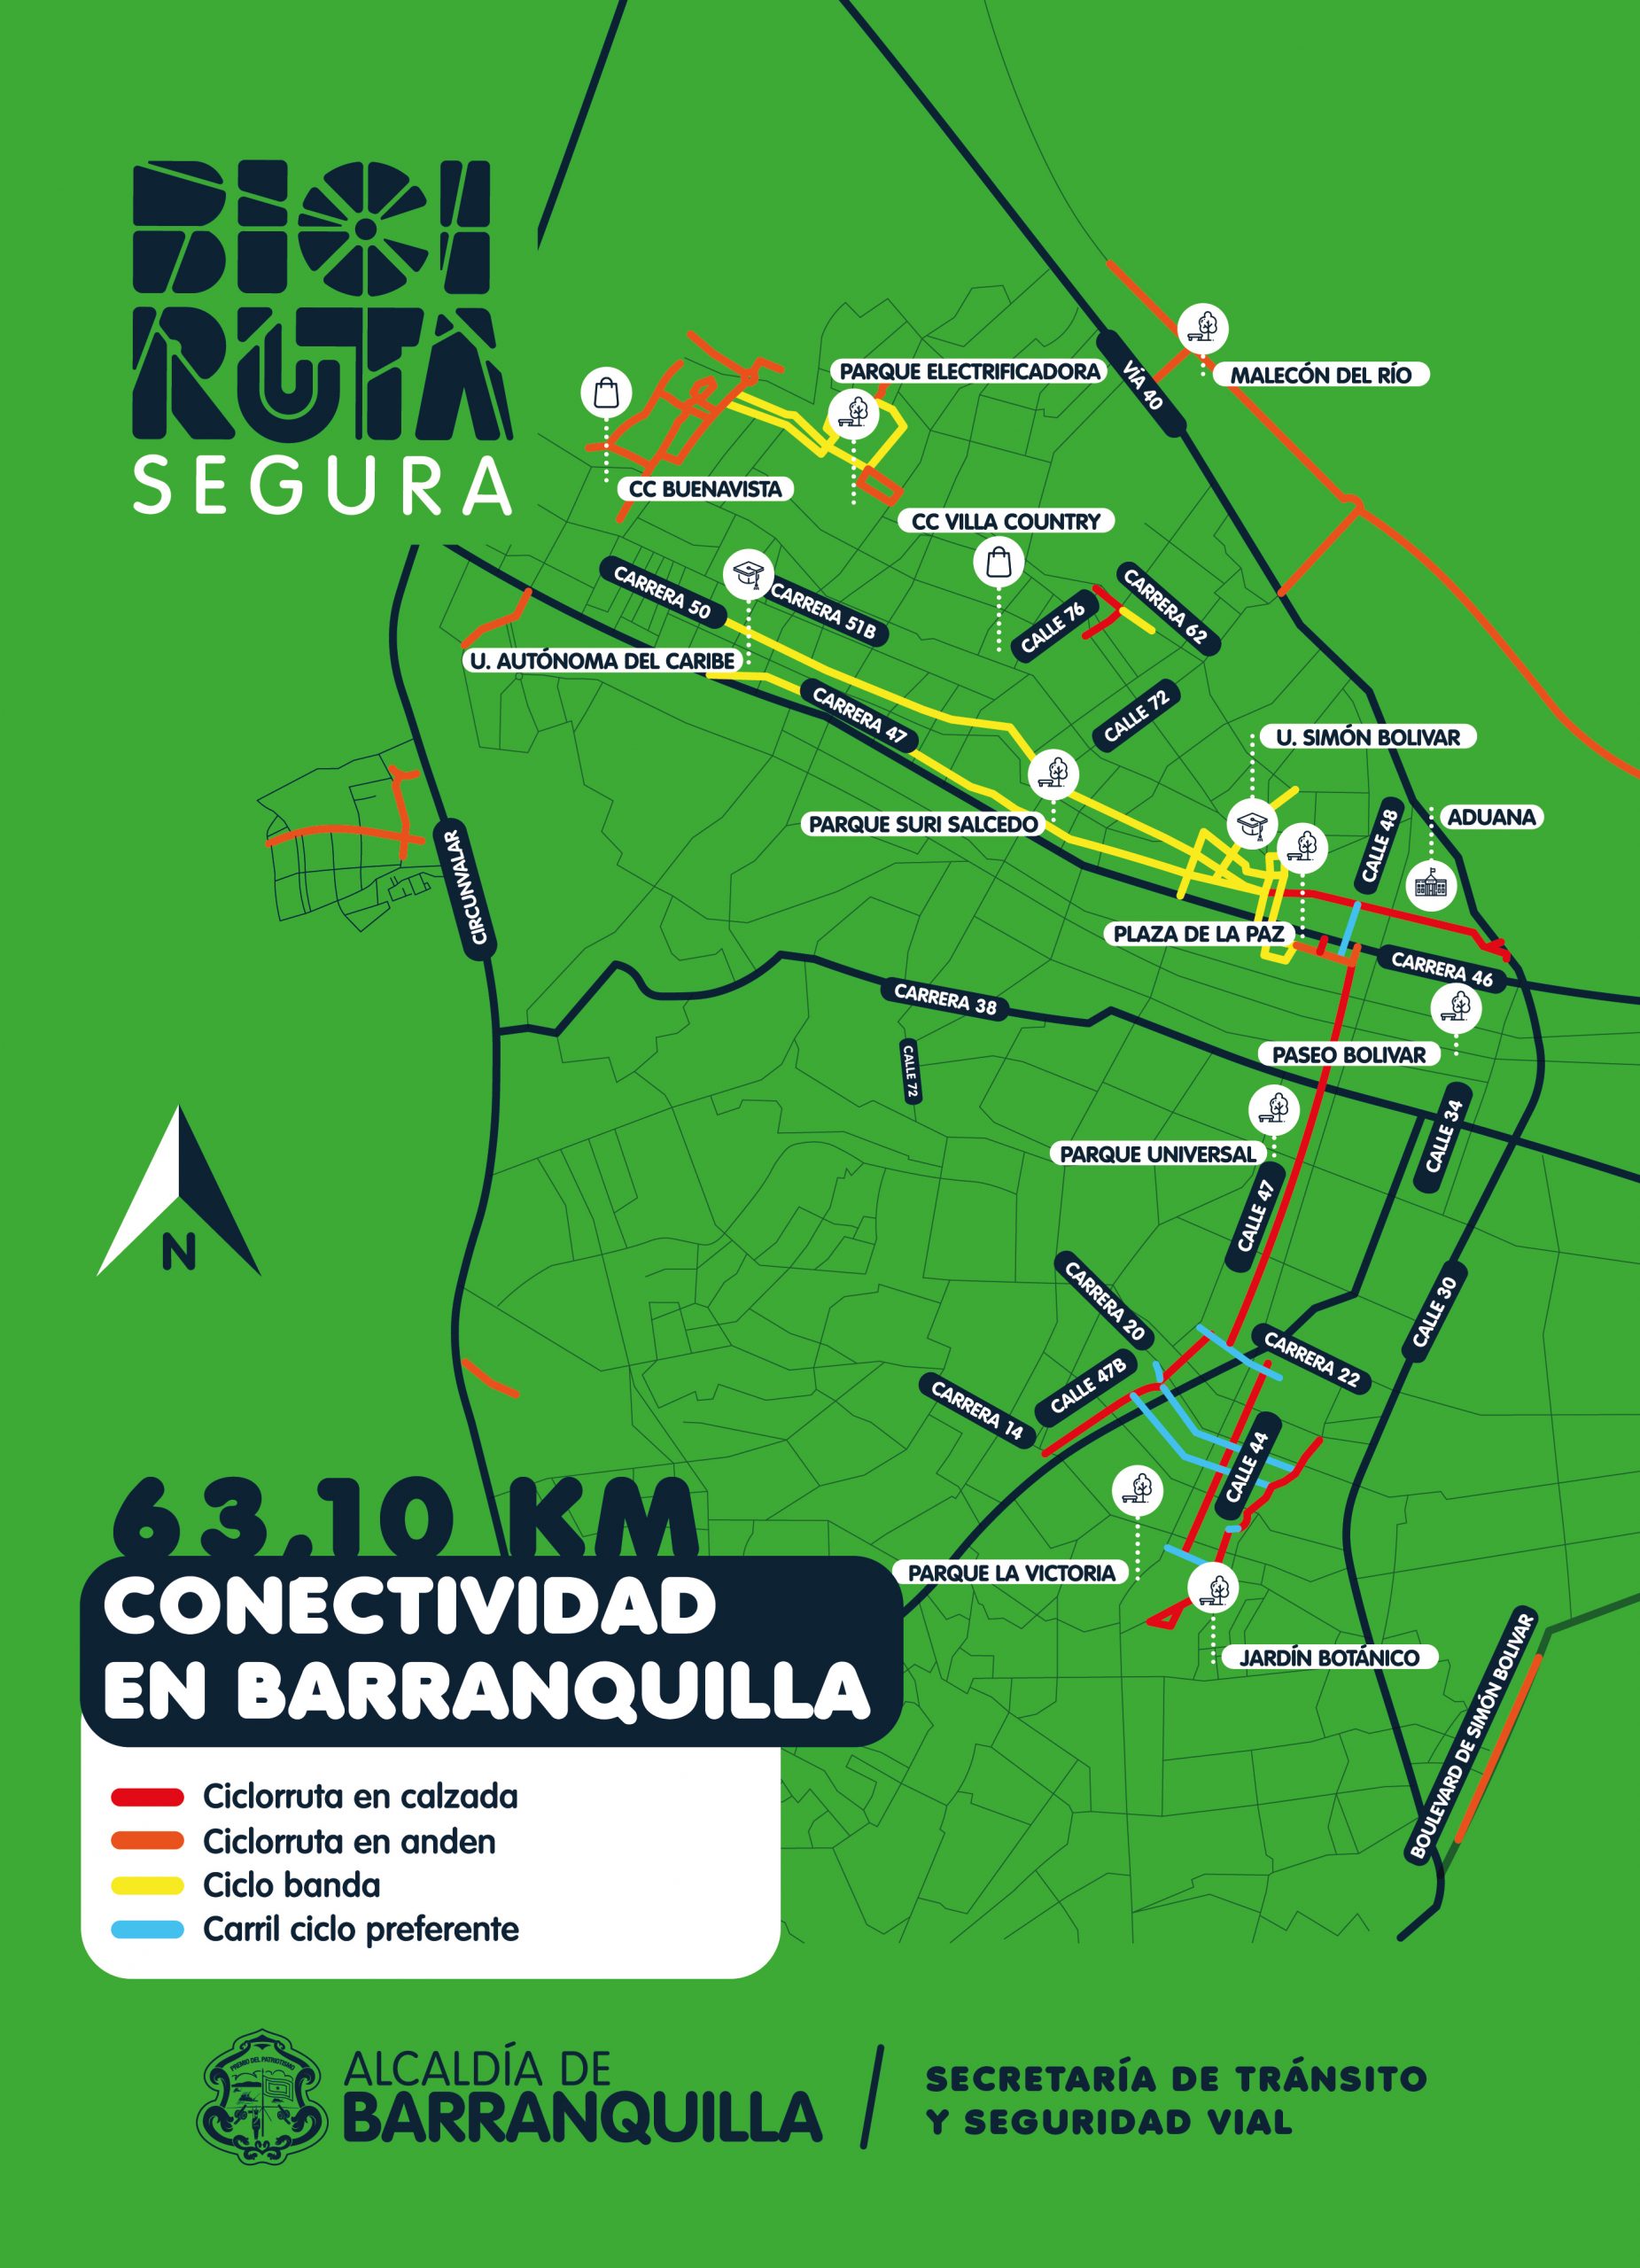 BICI
RUTA
SEGURA
VÍA 40
MALECÓN DEL RÍO
PARQUE ELECTRIFICADORA
CC BUENAVISTA
CC VILLA COUNTRY
CARRERA 50
CARRERA 51B
CALLE 76
CARRERA 62
U. AUTÓNOMA DEL CARIBE
CARRERA 47
CALLE 72
U. SIMÓN BOLIVAR
PARQUE SURI SALCEDO
CALLE 48
ADUANA
CIRCUNVALAR
PLAZA DE LA PAZ
CARRERA 46
CARRERA 38
CALLE 72
PASEO BOLIVAR
PARQUE UNIVERSAL
CALLE 34
CALLE 47
N
CARRERA 20
CALLE 30
CARRERA 22
CALLE 47B
CARRERA 14
CALLE 44
PARQUE LA VICTORIA
JARDÍN BOTÁNICO
BOULEVARD DE SIMÓN BOLIVAR
63,10 KM
CONECTIVIDAD
EN BARRANQUILLA
Ciclorruta en calzada
Ciclorruta en anden
Ciclo banda
Carril ciclo preferente
PREMIO DEL PATRIOTISMO
ALCALDÍA DE
BARRANQUILLA
SECRETARÍA DE TRÁNSITO
Y SEGURIDAD VIAL